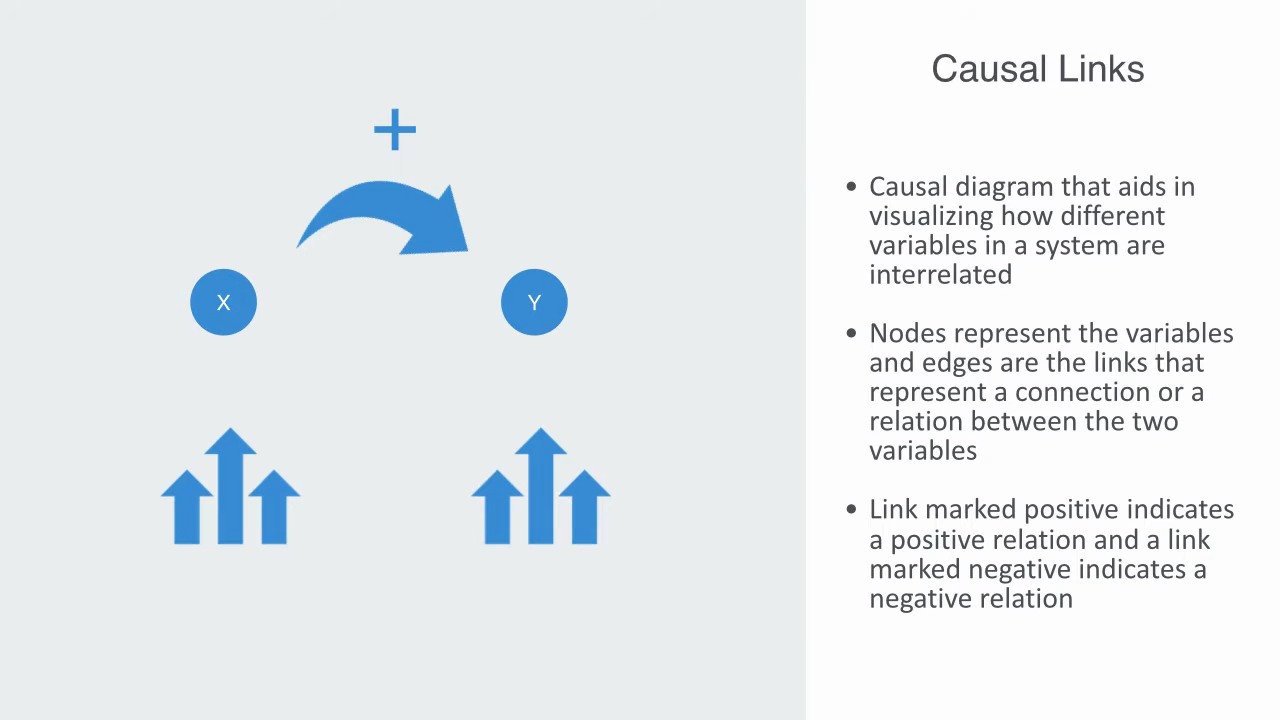 Causal Links
+
X
Y
• Causal diagram that aids in
visualizing how different
variables in a system are
interrelated
• Nodes represent the variables
and edges are the links that
represent a connection or a
relation between the two
variables
• Link marked positive indicates
a positive relation and a link
marked negative indicates a
negative relation